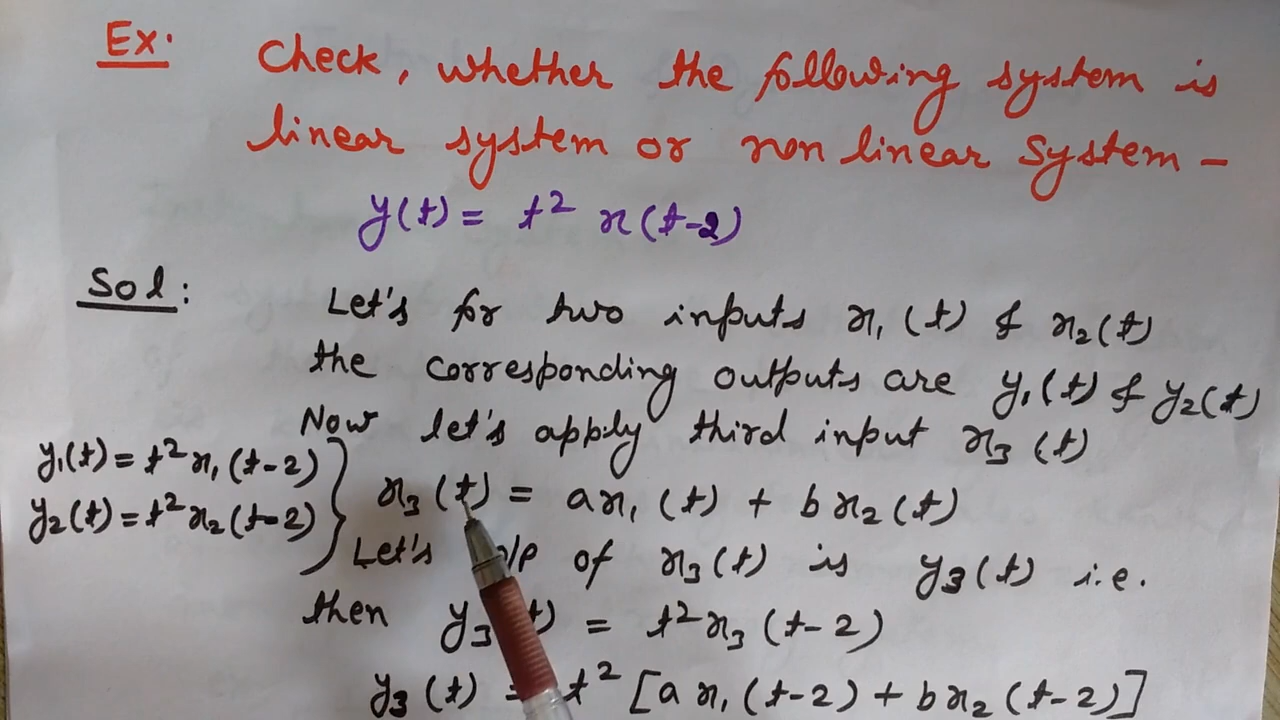 Ex. Check, whether the following system is
linear system or non linear system -
y(t) = t² x(t-2)
Sol: Let's for two inputs x₁(t) & x₂(t)
the corresponding outputs are y₁(t) & y₂(t)
Now let's apply third input x₃(t)
y₁(t) = t² x₁(t-2)
y₂(t) = t² x₂(t-2) }
x₃(t) = a x₁(t) + b x₂(t)
Let's o/p of x₃(t) is y₃(t) i.e.
then y₃(t) = t² x₃(t-2)
y₃(t) = t² [a x₁(t-2) + b x₂(t-2)]